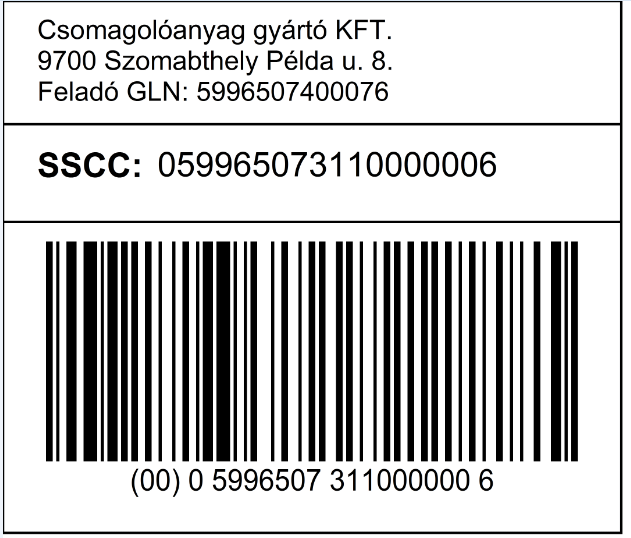 Csomagolóanyag gyártó KFT.
9700 Szomabthely Példa u. 8.
Feladó GLN: 5996507400076
SSCC: 059965073110000006
(00) 0 5996507 311000000 6